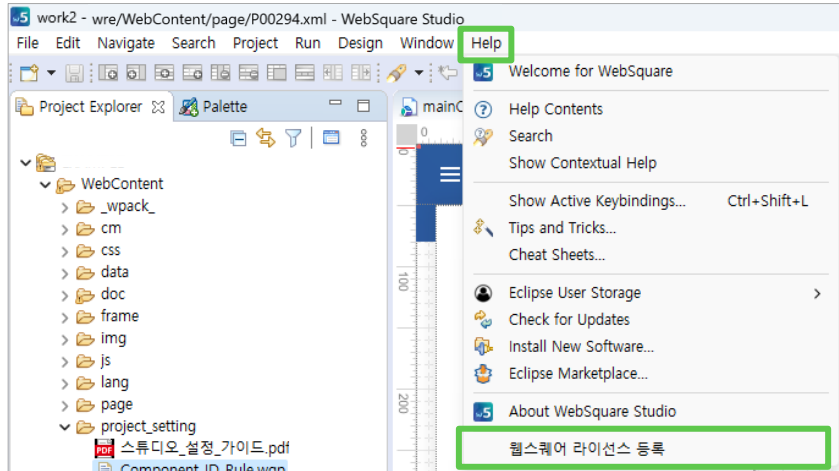 work2 - wre/WebContent/page/P00294.xml - WebSquare Studio
File Edit Navigate Search Project Run Design Window Help
Project Explorer
Palette
WebContent
_wpack_
cm
css
data
doc
frame
img
js
lang
page
project_setting
스튜디오_설정_가이드.pdf
Component_ID_Rule.wgp
0
100
200
Welcome for WebSquare
Help Contents
Search
Show Contextual Help
Show Active Keybindings... Ctrl+Shift+L
Tips and Tricks...
Cheat Sheets...
Eclipse User Storage
Check for Updates
Install New Software...
Eclipse Marketplace...
About WebSquare Studio
웹스퀘어 라이선스 등록